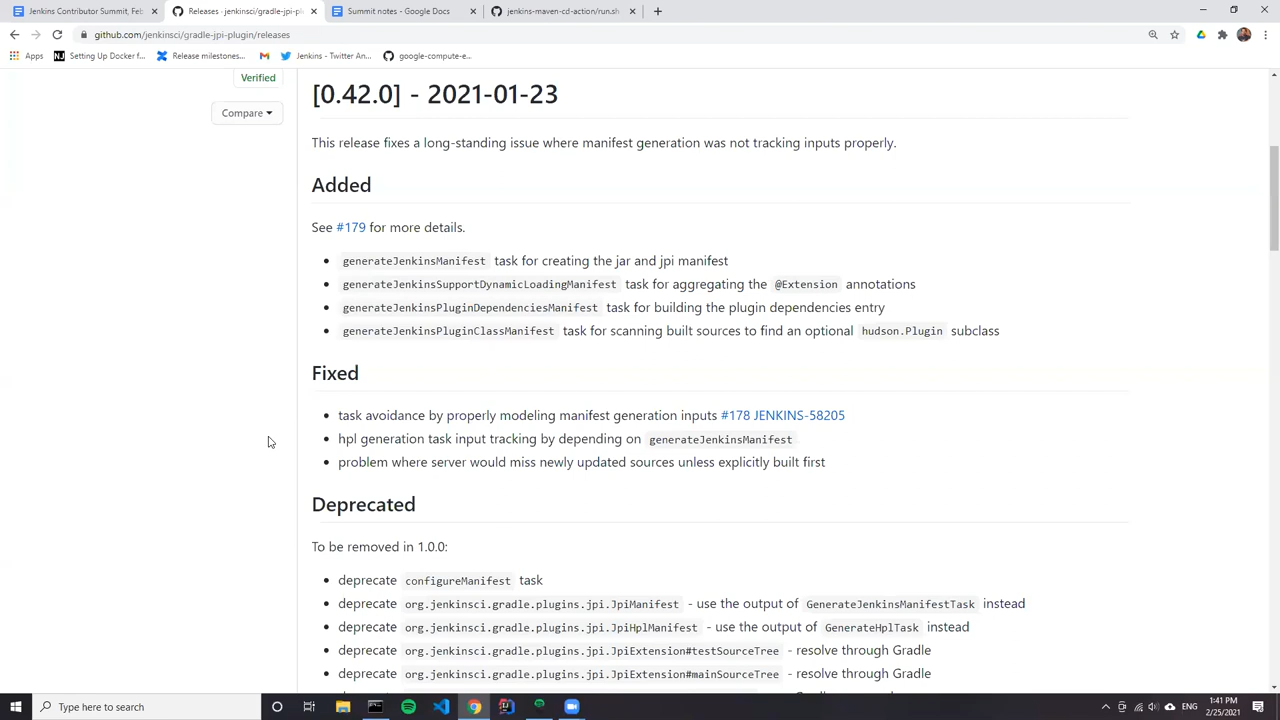 Jenkins Contributor Summit, Feb
Releases · jenkinsci/gradle-jpi-pl
Summit notes - Google Docs
jenkins-maven-cd-action/run.sh
github.com/jenkinsci/gradle-jpi-plugin/releases
Apps
Setting Up Docker f...
Release milestones...
Jenkins - Twitter An...
google-compute-e...
Verified
Compare
[0.42.0] - 2021-01-23
This release fixes a long-standing issue where manifest generation was not tracking inputs properly.
Added
See #179 for more details.
generateJenkinsManifest task for creating the jar and jpi manifest
generateJenkinsSupportDynamicLoadingManifest task for aggregating the @Extension annotations
generateJenkinsPluginDependenciesManifest task for building the plugin dependencies entry
generateJenkinsPluginClassManifest task for scanning built sources to find an optional hudson.Plugin subclass
Fixed
task avoidance by properly modeling manifest generation inputs #178 JENKINS-58205
hpl generation task input tracking by depending on generateJenkinsManifest
problem where server would miss newly updated sources unless explicitly built first
Deprecated
To be removed in 1.0.0:
deprecate configureManifest task
deprecate org.jenkinsci.gradle.plugins.jpi.JpiManifest - use the output of GenerateJenkinsManifestTask instead
deprecate org.jenkinsci.gradle.plugins.jpi.JpiHplManifest - use the output of GenerateHplTask instead
deprecate org.jenkinsci.gradle.plugins.jpi.JpiExtension#testSourceTree - resolve through Gradle
deprecate org.jenkinsci.gradle.plugins.jpi.JpiExtension#mainSourceTree - resolve through Gradle
Type here to search
ENG
1:41 PM
2/25/2021